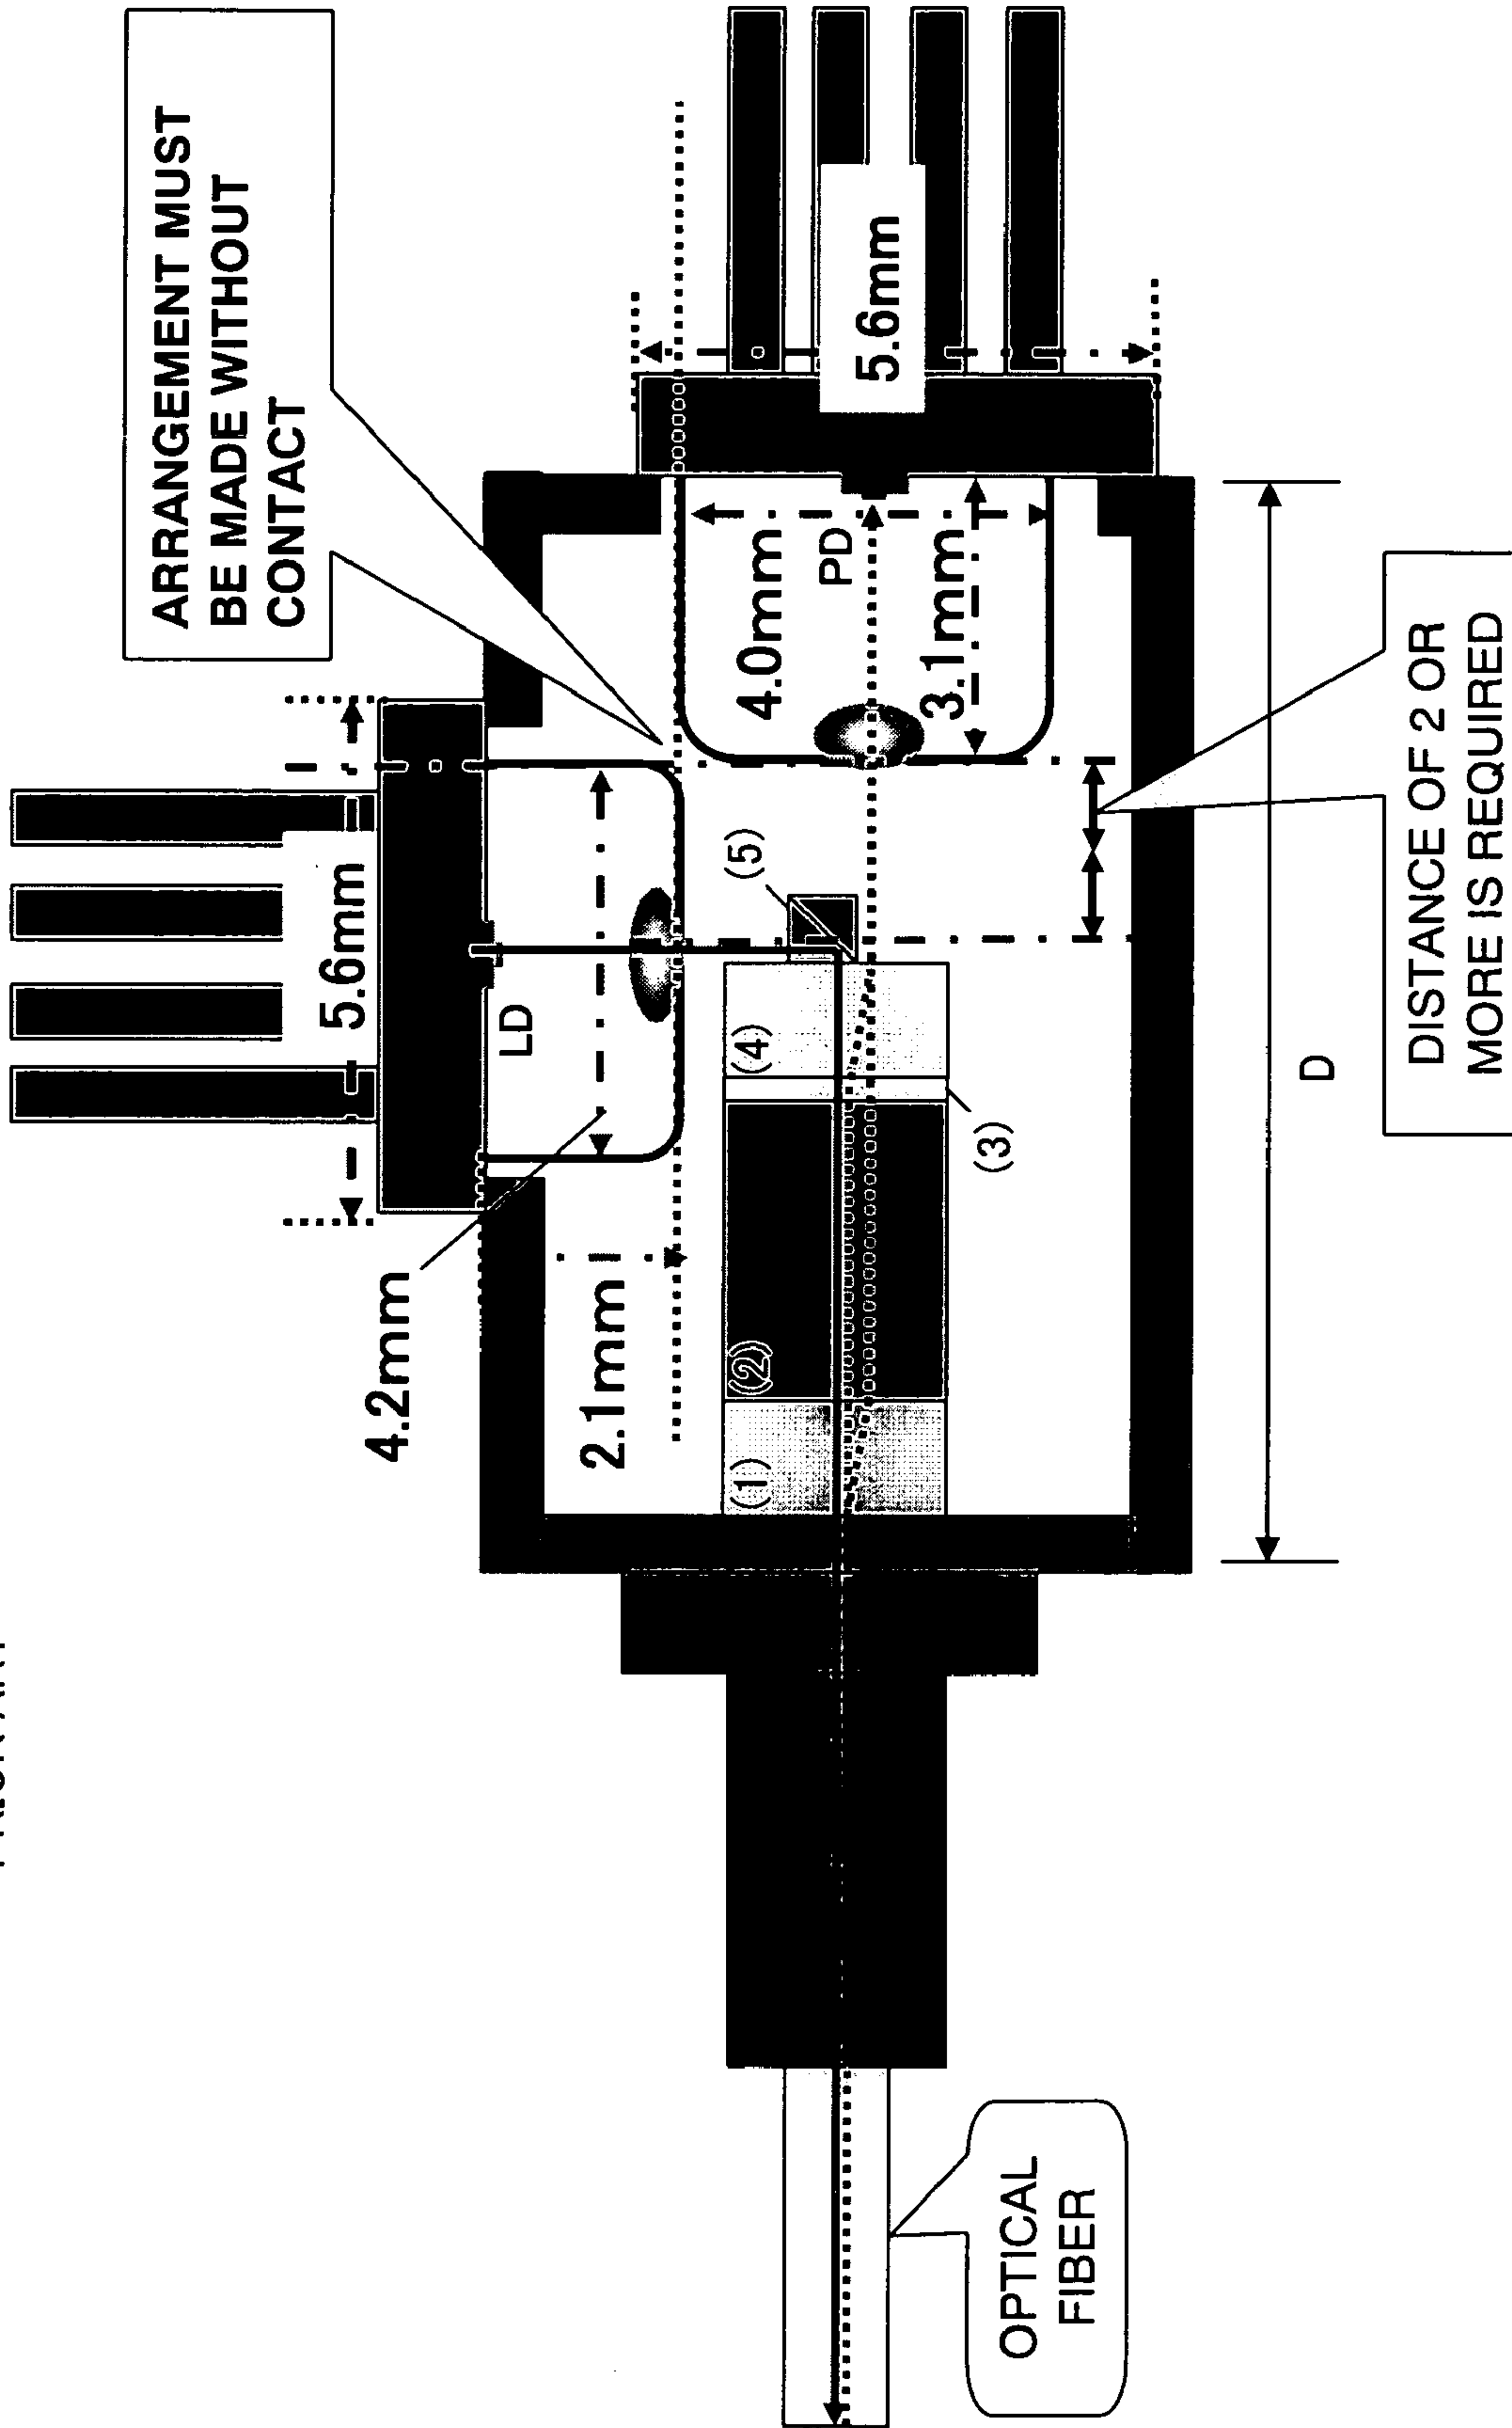 ARRANGEMENT MUST
BE MADE WITHOUT
CONTACT
5.6mm
LD
4.2mm
2.1mm
(1)
(2)
(3)
(4)
(5)
4.0mm
PD
3.1mm
5.6mm
D
DISTANCE OF 2 OR
MORE IS REQUIRED
OPTICAL
FIBER